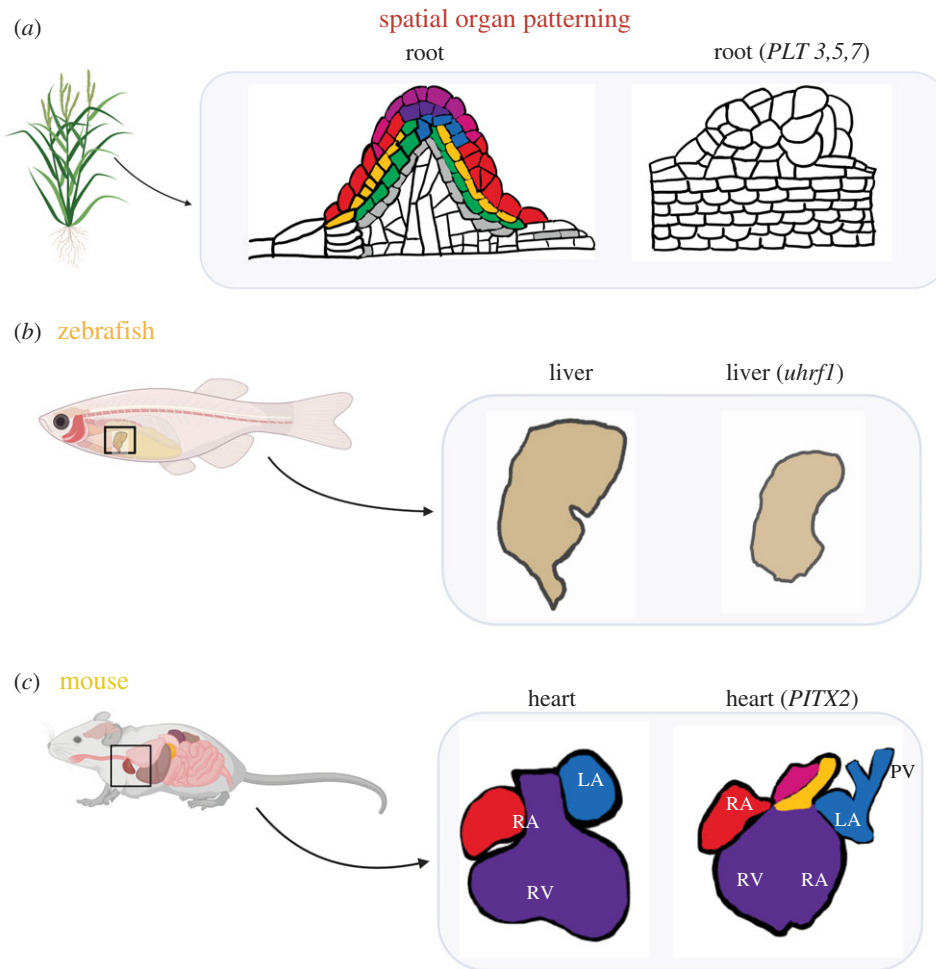 spatial organ patterning
(a)
root
root (PLT 3,5,7)
(b) zebrafish
liver
liver (uhrf1)
(c) mouse
heart
heart (PITX2)
LA
RA
RV
PV
RA
LA
RV
RA